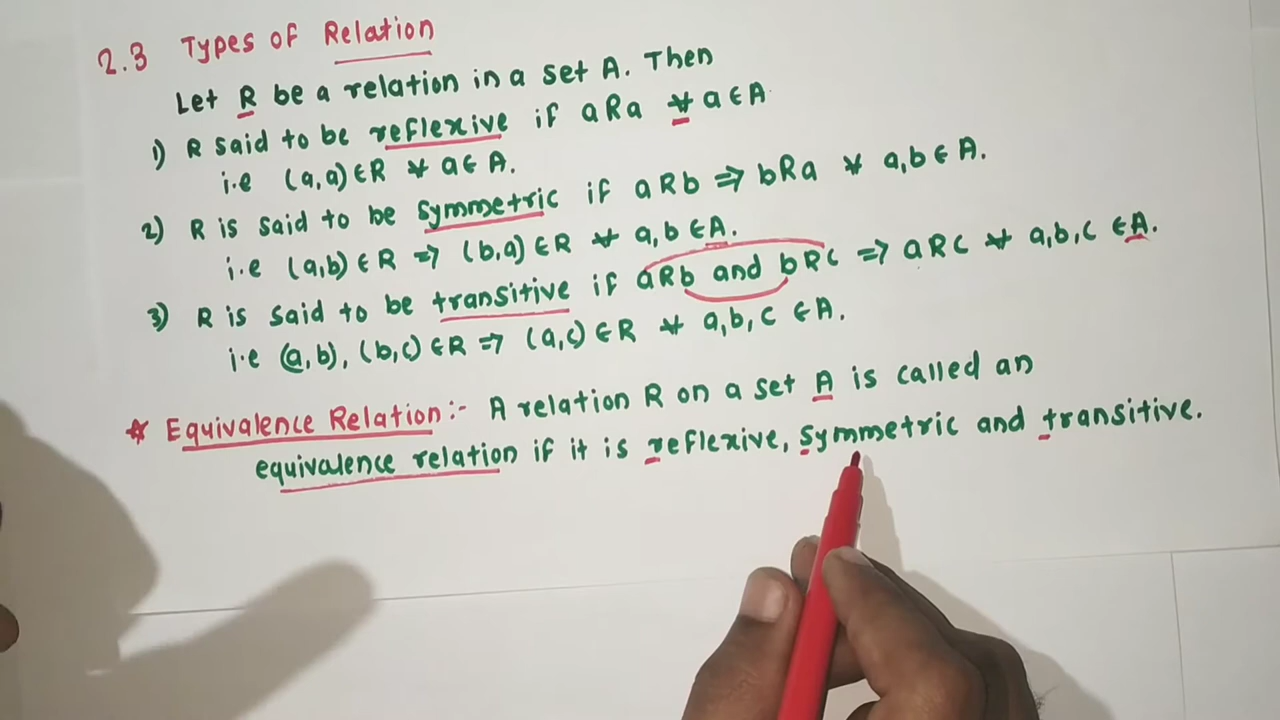 2.3 Types of Relation
Let R be a relation in a set A. Then
1) R said to be reflexive if aRa ∀ a∈A
i.e (a,a)∈R ∀ a∈A.
2) R is said to be symmetric if aRb ⇒ bRa ∀ a,b∈A.
i.e (a,b)∈R ⇒ (b,a)∈R ∀ a,b∈A.
3) R is said to be transitive if aRb and bRc ⇒ aRc ∀ a,b,c ∈A.
i.e (a,b), (b,c)∈R ⇒ (a,c)∈R ∀ a,b,c ∈A.
* Equivalence Relation:- A relation R on a set A is called an
equivalence relation if it is reflexive, symmetric and transitive.